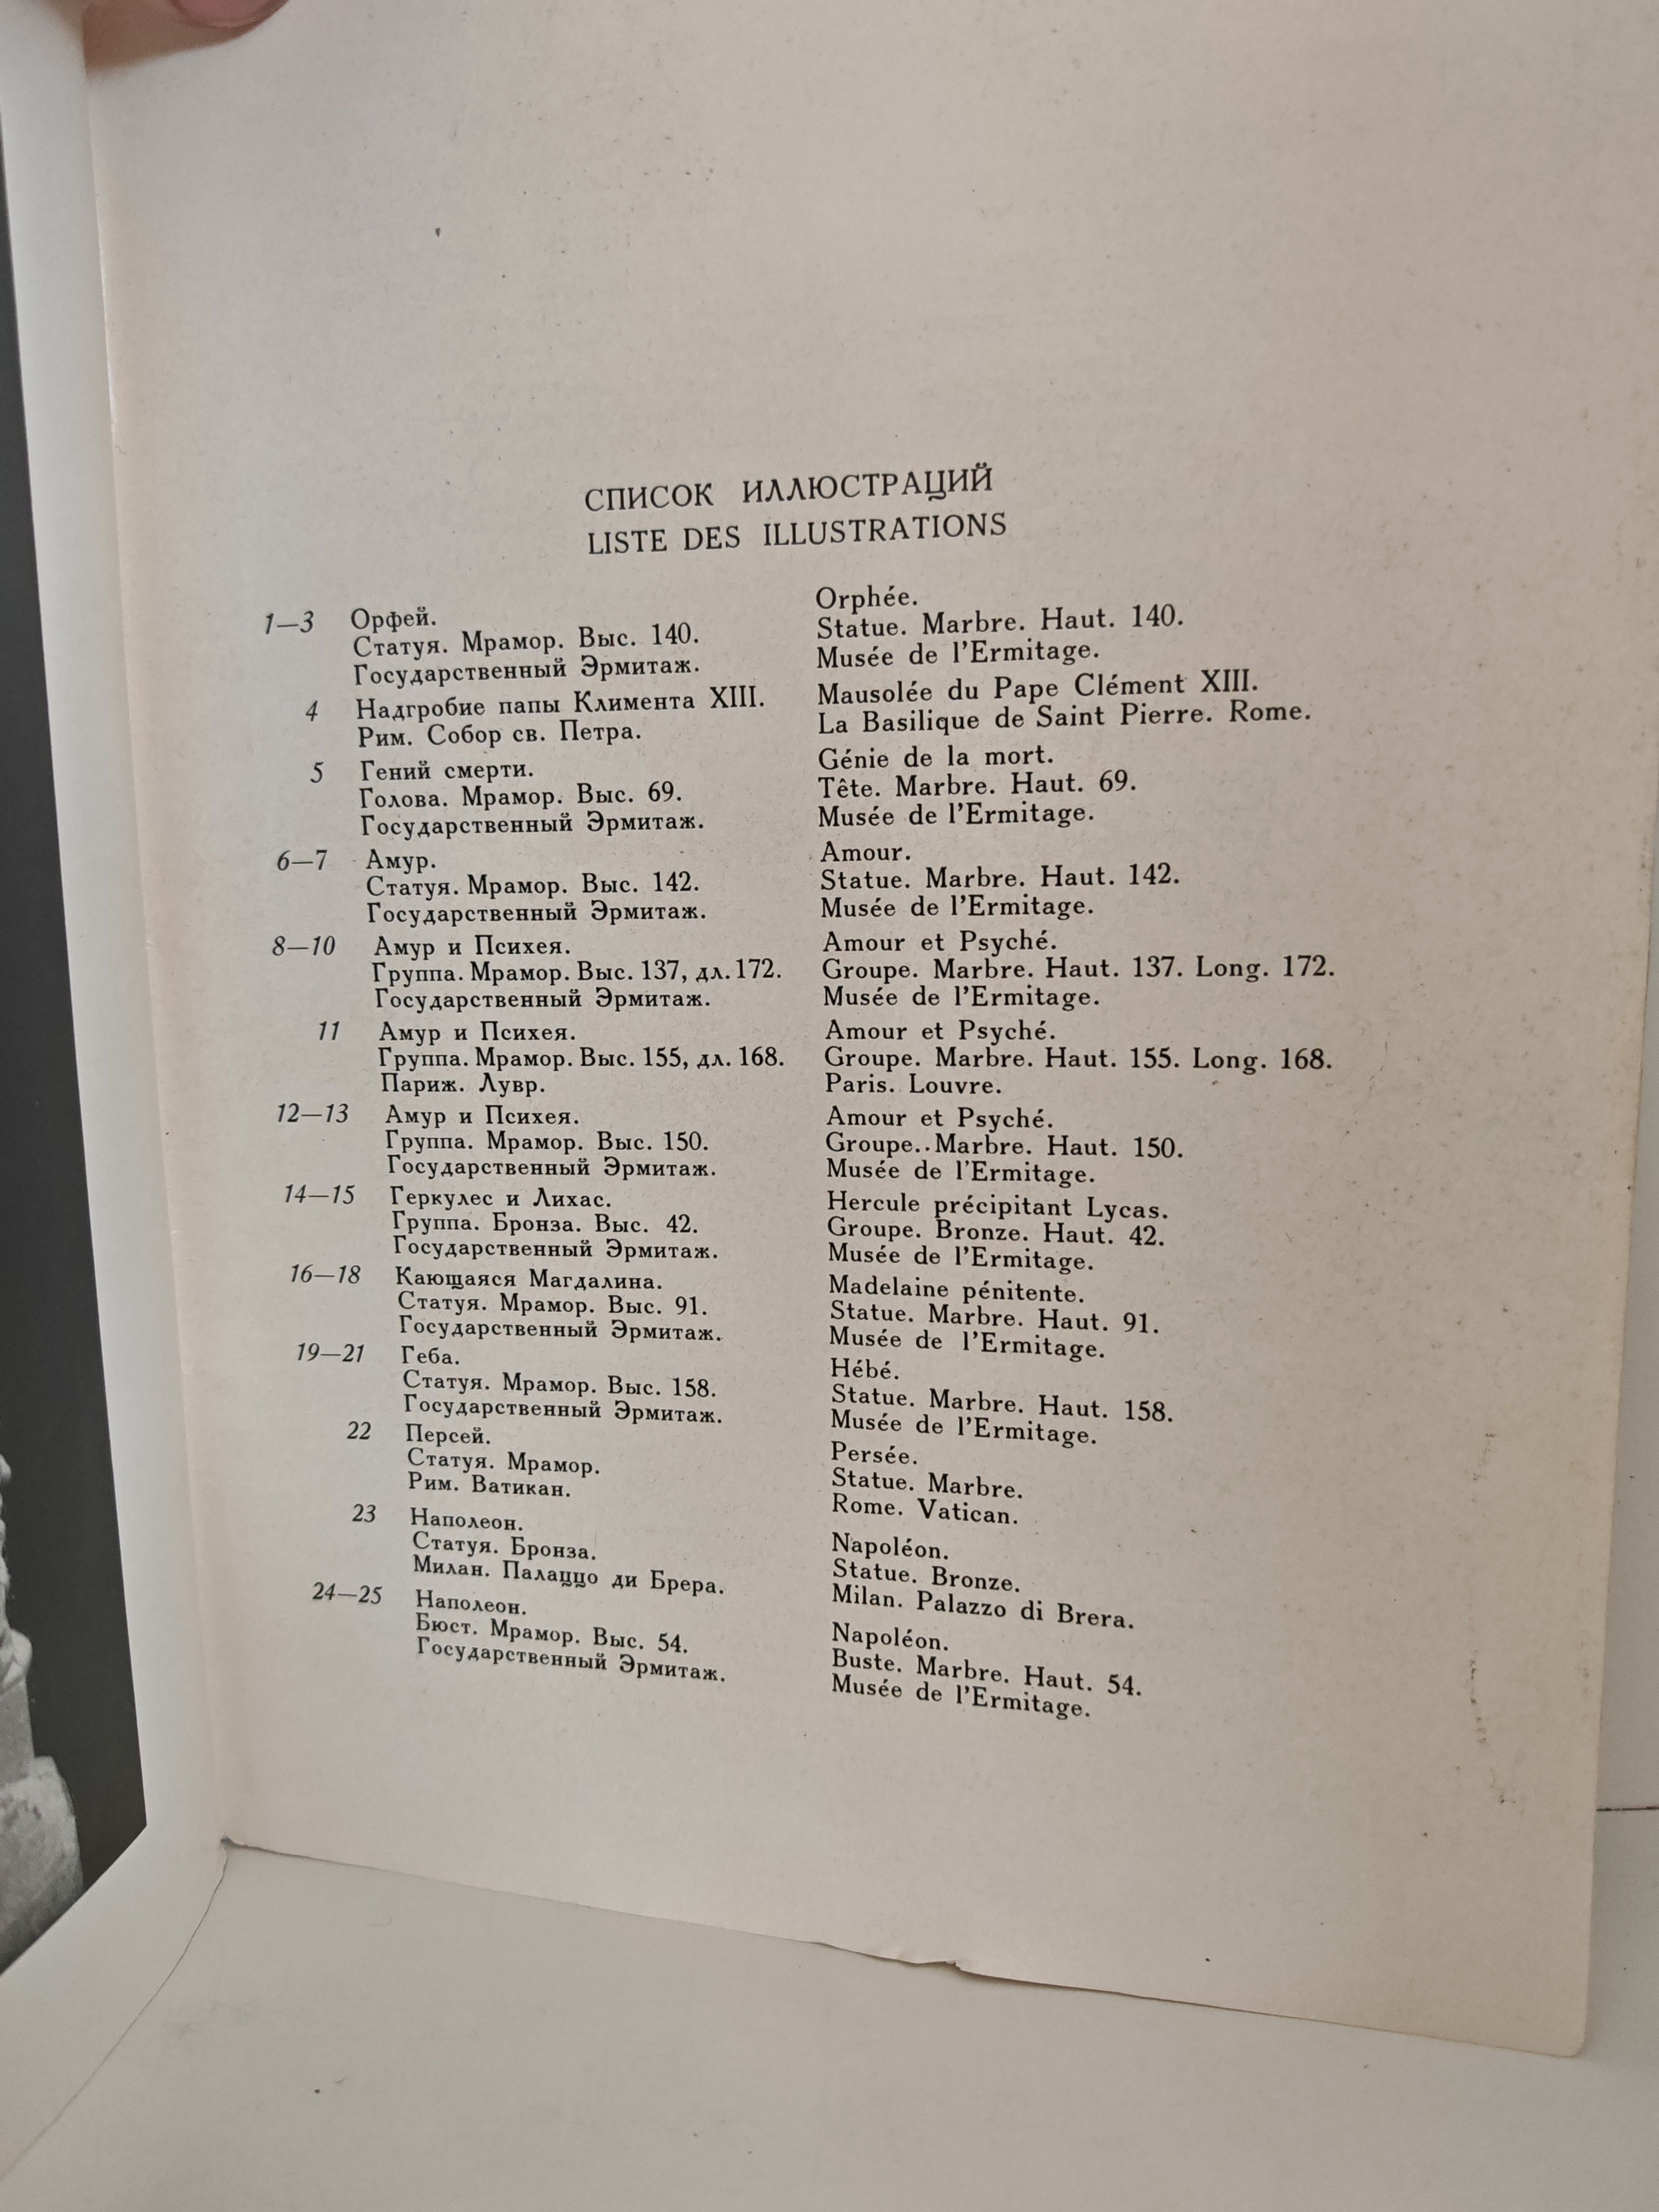 СПИСОК ИЛЛЮСТРАЦИЙ
LISTE DES ILLUSTRATIONS
1—3 Орфей.
Статуя. Мрамор. Выс. 140.
Государственный Эрмитаж.
4 Надгробие папы Климента XIII.
Рим. Собор св. Петра.
5 Гений смерти.
Голова. Мрамор. Выс. 69.
Государственный Эрмитаж.
6—7 Амур.
Статуя. Мрамор. Выс. 142.
Государственный Эрмитаж.
8—10 Амур и Психея.
Группа. Мрамор. Выс. 137, дл. 172.
Государственный Эрмитаж.
11 Амур и Психея.
Группа. Мрамор. Выс. 155, дл. 168.
Париж. Лувр.
12—13 Амур и Психея.
Группа. Мрамор. Выс. 150.
Государственный Эрмитаж.
14—15 Геркулес и Лихас.
Группа. Бронза. Выс. 42.
Государственный Эрмитаж.
16—18 Кающаяся Магдалина.
Статуя. Мрамор. Выс. 91.
Государственный Эрмитаж.
19—21 Геба.
Статуя. Мрамор. Выс. 158.
Государственный Эрмитаж.
22 Персей.
Статуя. Мрамор.
Рим. Ватикан.
23 Наполеон.
Статуя. Бронза.
Милан. Палаццо ди Брера.
24—25 Наполеон.
Бюст. Мрамор. Выс. 54.
Государственный Эрмитаж.
Orphée.
Statue. Marbre. Haut. 140.
Musée de l'Ermitage.
Mausolée du Pape Clément XIII.
La Basilique de Saint Pierre. Rome.
Génie de la mort.
Tête. Marbre. Haut. 69.
Musée de l'Ermitage.
Amour.
Statue. Marbre. Haut. 142.
Musée de l'Ermitage.
Amour et Psyché.
Groupe. Marbre. Haut. 137. Long. 172.
Musée de l'Ermitage.
Amour et Psyché.
Groupe. Marbre. Haut. 155. Long. 168.
Paris. Louvre.
Amour et Psyché.
Groupe. . Marbre. Haut. 150.
Musée de l'Ermitage.
Hercule précipitant Lycas.
Groupe. Bronze. Haut. 42.
Musée de l'Ermitage.
Madelaine pénitente.
Statue. Marbre. Haut. 91.
Musée de l'Ermitage.
Hébé.
Statue. Marbre. Haut. 158.
Musée de l'Ermitage.
Persée.
Statue. Marbre.
Rome. Vatican.
Napoléon.
Statue. Bronze.
Milan. Palazzo di Brera.
Napoléon.
Buste. Marbre. Haut. 54.
Musée de l'Ermitage.